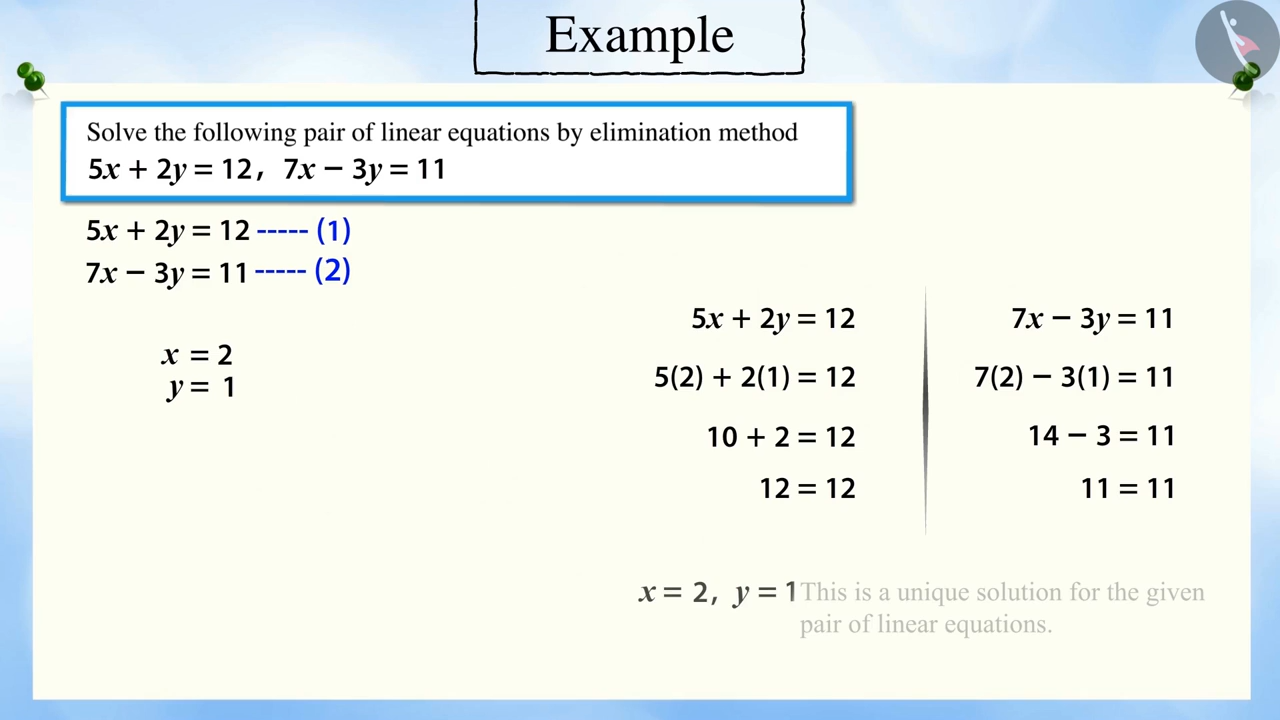 Example
Solve the following pair of linear equations by elimination method
5x + 2y = 12, 7x − 3y = 11
5x + 2y = 12 ----- (1)
7x − 3y = 11 ----- (2)
x = 2
y = 1
5x + 2y = 12
5(2) + 2(1) = 12
10 + 2 = 12
12 = 12
7x − 3y = 11
7(2) − 3(1) = 11
14 − 3 = 11
11 = 11
x = 2, y = 1 This is a unique solution for the given
pair of linear equations.